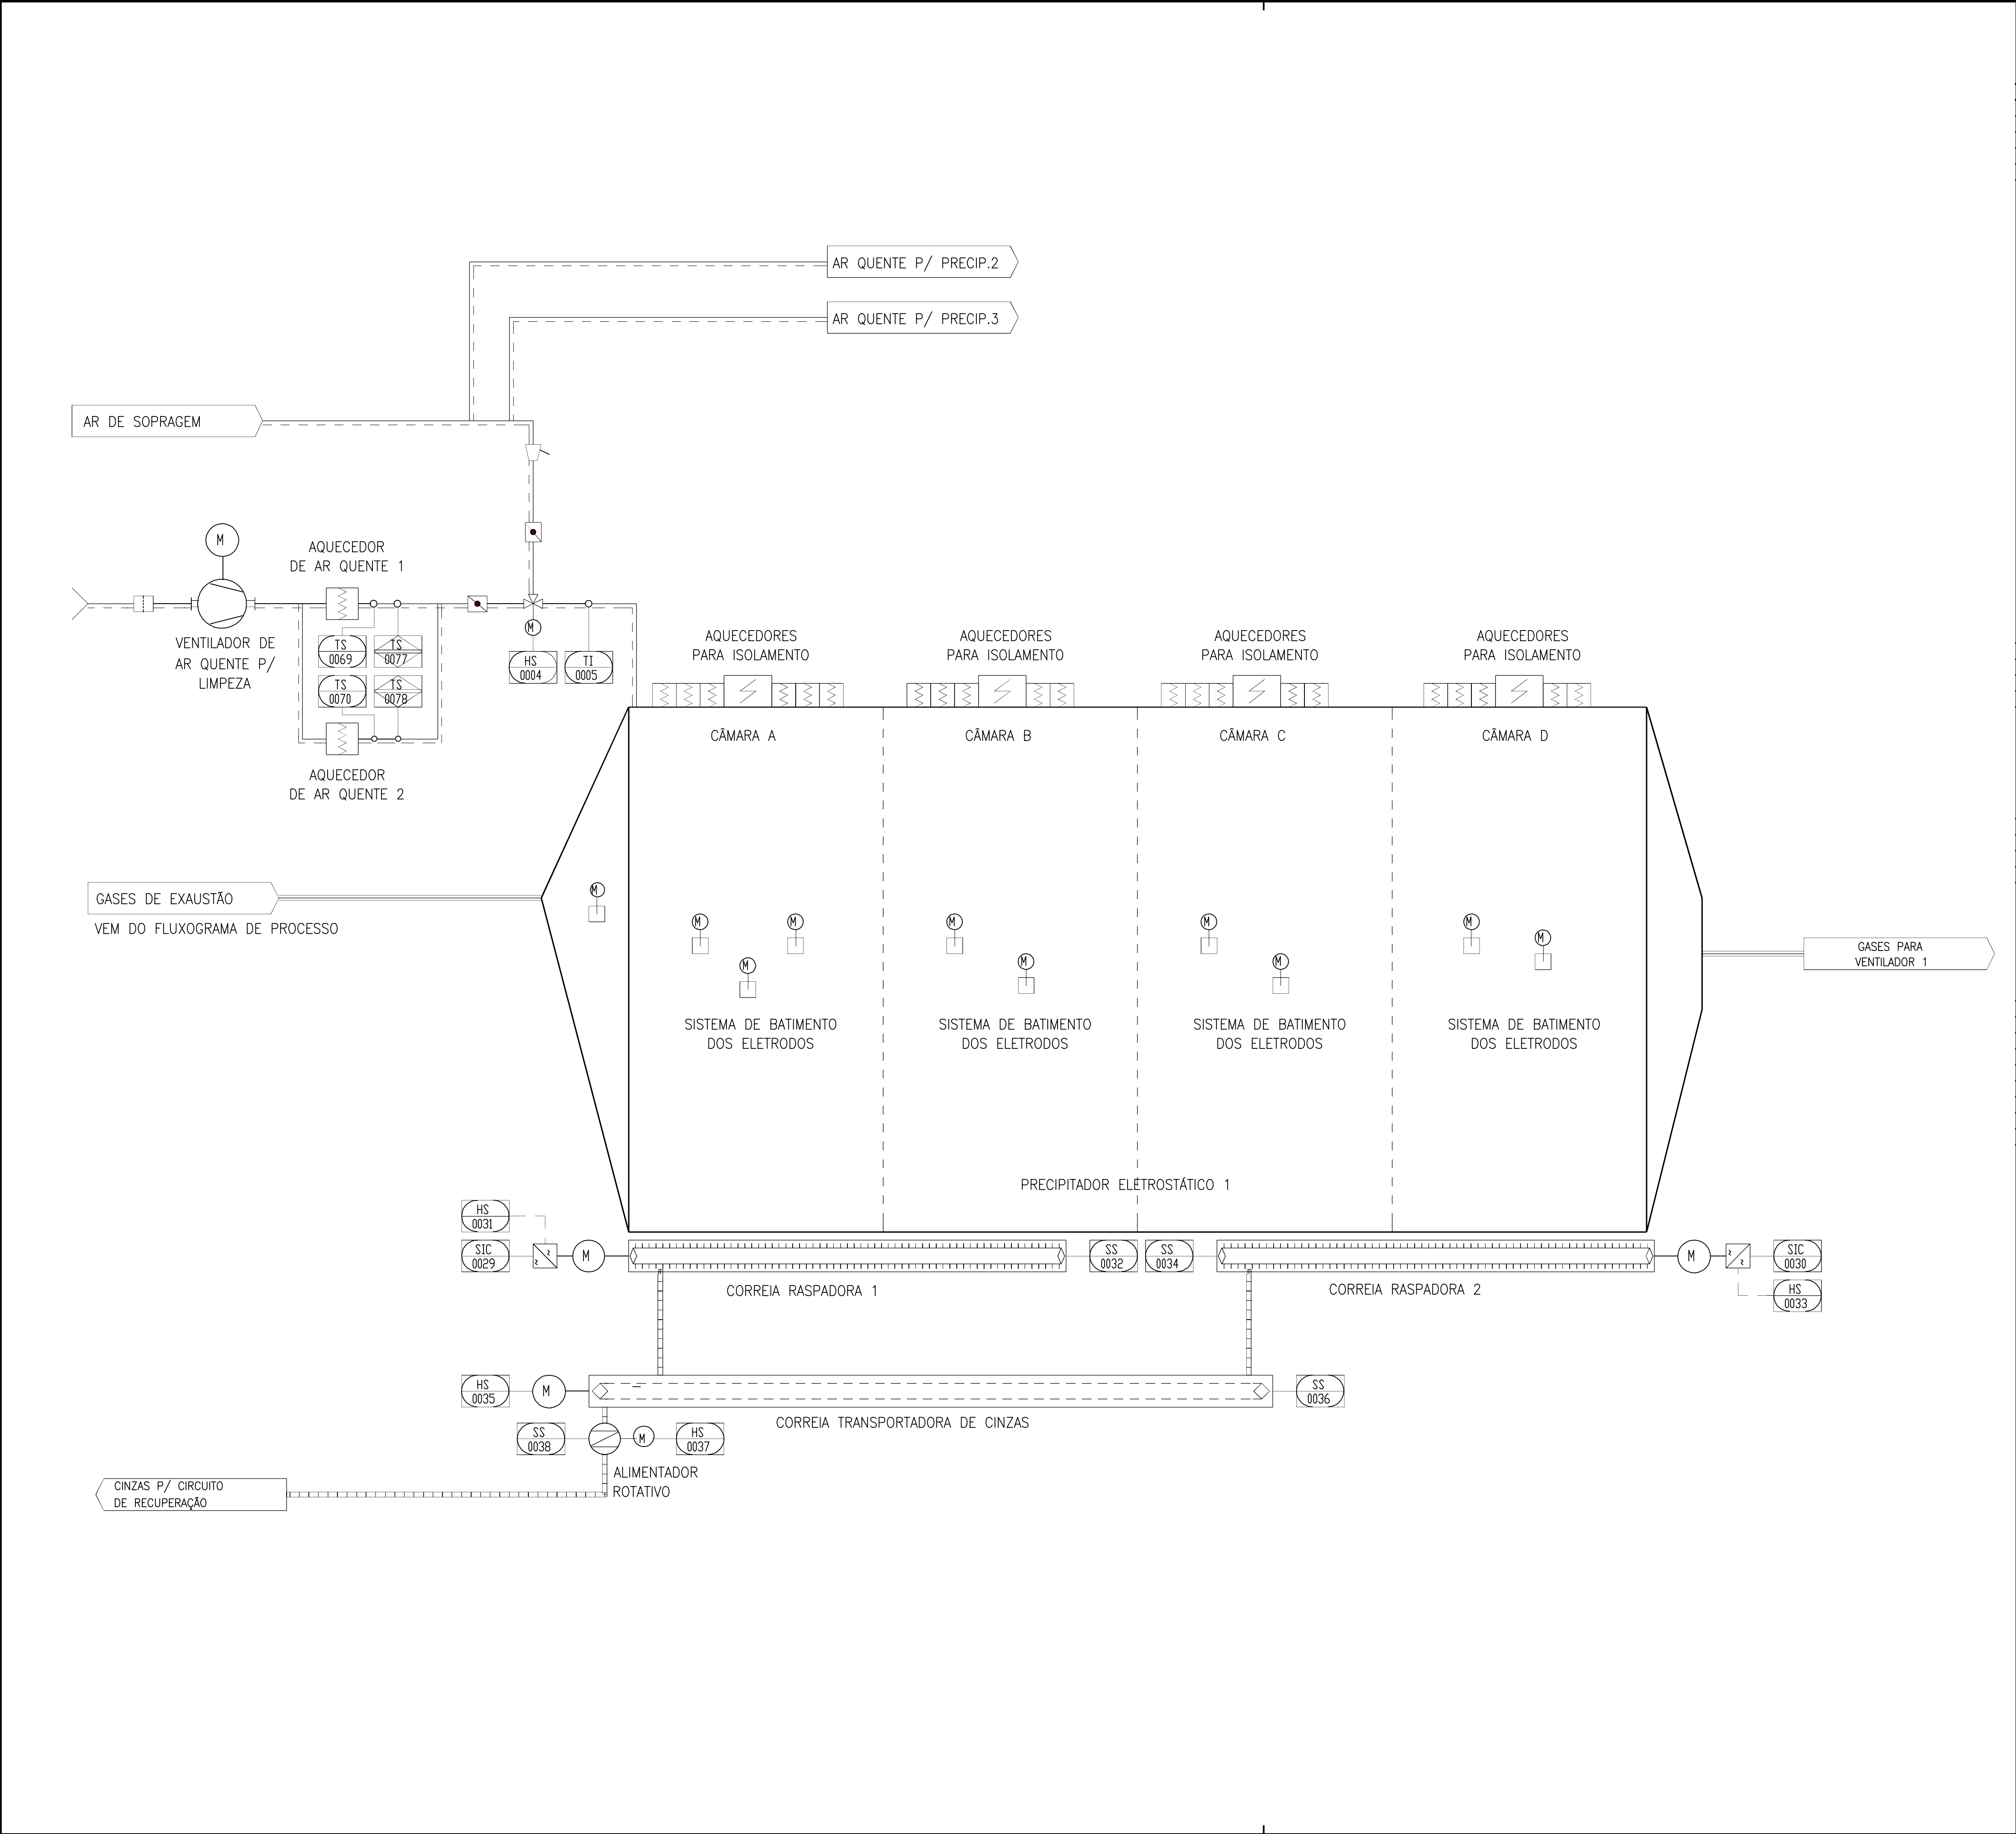 AR QUENTE P/ PRECIP.2
AR QUENTE P/ PRECIP.3
AR DE SOPRAGEM
M
AQUECEDOR
DE AR QUENTE 1
VENTILADOR DE
AR QUENTE P/
LIMPEZA
TS
0069
TS
0077
TS
0070
TS
0078
AQUECEDOR
DE AR QUENTE 2
M
HS
0004
TI
0005
AQUECEDORES
PARA ISOLAMENTO
AQUECEDORES
PARA ISOLAMENTO
AQUECEDORES
PARA ISOLAMENTO
AQUECEDORES
PARA ISOLAMENTO
CÂMARA A
CÂMARA B
CÂMARA C
CÂMARA D
GASES DE EXAUSTÃO
VEM DO FLUXOGRAMA DE PROCESSO
M
M
M
M
M
M
M
M
M
M
GASES PARA
VENTILADOR 1
SISTEMA DE BATIMENTO
DOS ELETRODOS
SISTEMA DE BATIMENTO
DOS ELETRODOS
SISTEMA DE BATIMENTO
DOS ELETRODOS
SISTEMA DE BATIMENTO
DOS ELETRODOS
PRECIPITADOR ELETROSTÁTICO 1
HS
0031
SIC
0029
M
SS
0032
SS
0034
M
SIC
0030
HS
0033
CORREIA RASPADORA 1
CORREIA RASPADORA 2
HS
0035
M
SS
0036
CORREIA TRANSPORTADORA DE CINZAS
SS
0038
M
HS
0037
ALIMENTADOR
ROTATIVO
CINZAS P/ CIRCUITO
DE RECUPERAÇÃO